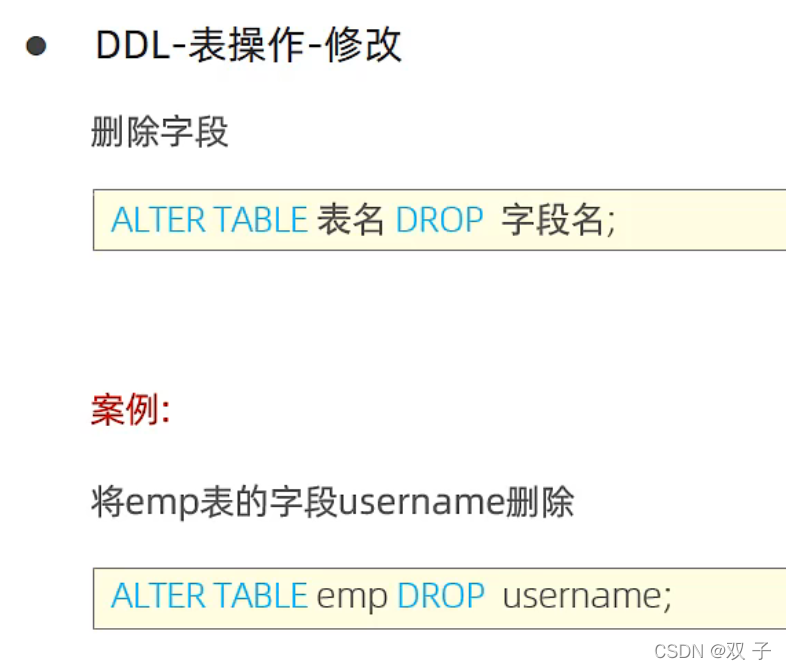 ● DDL-表操作-修改
删除字段
ALTER TABLE 表名 DROP 字段名;
案例:
将emp表的字段username删除
ALTER TABLE emp DROP username;
CSDN @双 子